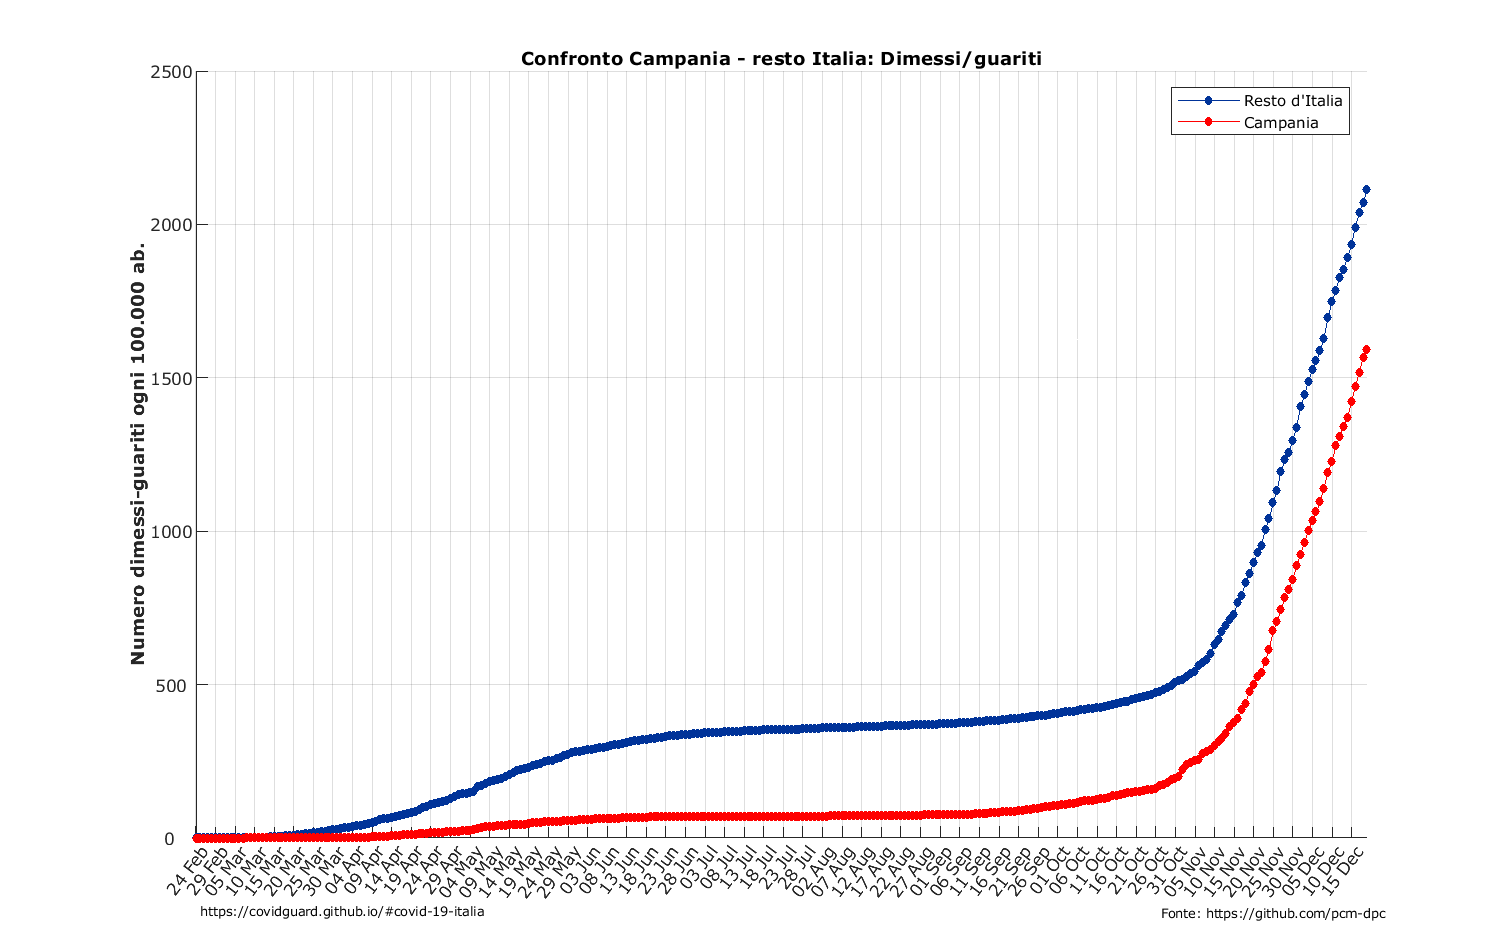 Confronto Campania - resto Italia: Dimessi/guariti
Resto d'Italia
Campania
Numero dimessi-guariti ogni 100.000 ab.
2500
2000
1500
1000
500
0
24 Feb
29 Feb
05 Mar
10 Mar
15 Mar
20 Mar
25 Mar
30 Mar
04 Apr
09 Apr
14 Apr
19 Apr
24 Apr
29 Apr
04 May
09 May
14 May
19 May
24 May
29 May
03 Jun
08 Jun
13 Jun
18 Jun
23 Jun
28 Jun
03 Jul
08 Jul
13 Jul
18 Jul
23 Jul
28 Jul
02 Aug
07 Aug
12 Aug
17 Aug
22 Aug
27 Aug
01 Sep
06 Sep
11 Sep
16 Sep
21 Sep
26 Sep
01 Oct
06 Oct
11 Oct
16 Oct
21 Oct
26 Oct
31 Oct
05 Nov
10 Nov
15 Nov
20 Nov
25 Nov
30 Nov
05 Dec
10 Dec
15 Dec
https://covidguard.github.io/#covid-19-italia
Fonte: https://github.com/pcm-dpc